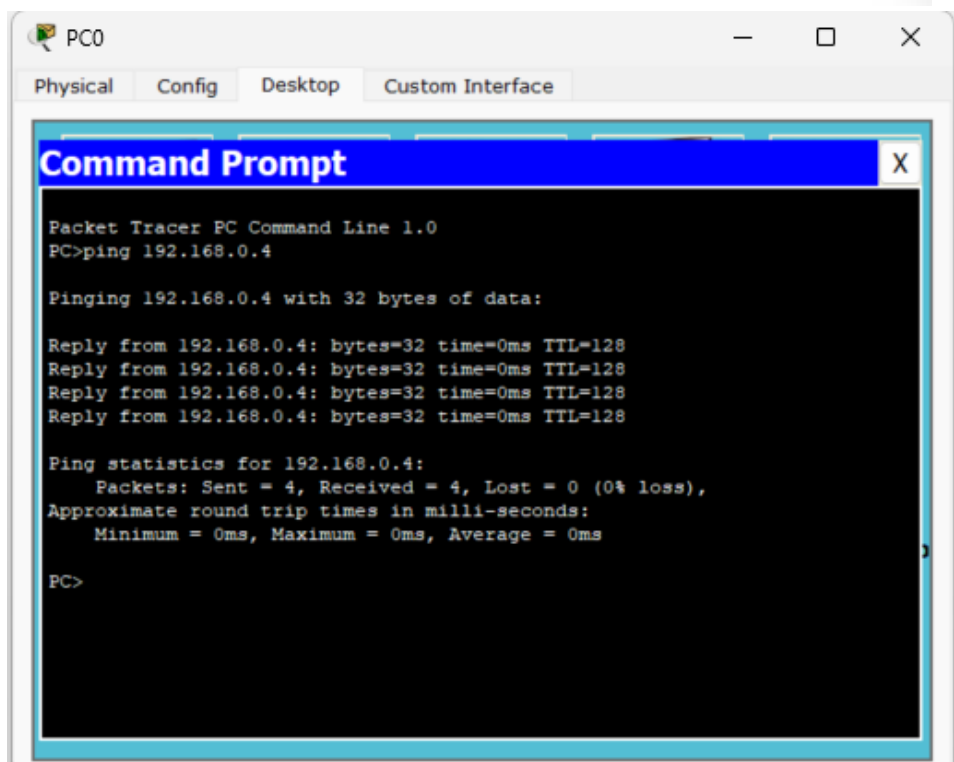 PC0
Physical Config Desktop Custom Interface
Command Prompt X
Packet Tracer PC Command Line 1.0
PC>ping 192.168.0.4
Pinging 192.168.0.4 with 32 bytes of data:
Reply from 192.168.0.4: bytes=32 time=0ms TTL=128
Reply from 192.168.0.4: bytes=32 time=0ms TTL=128
Reply from 192.168.0.4: bytes=32 time=0ms TTL=128
Reply from 192.168.0.4: bytes=32 time=0ms TTL=128
Ping statistics for 192.168.0.4:
Packets: Sent = 4, Received = 4, Lost = 0 (0% loss),
Approximate round trip times in milli-seconds:
Minimum = 0ms, Maximum = 0ms, Average = 0ms
PC>